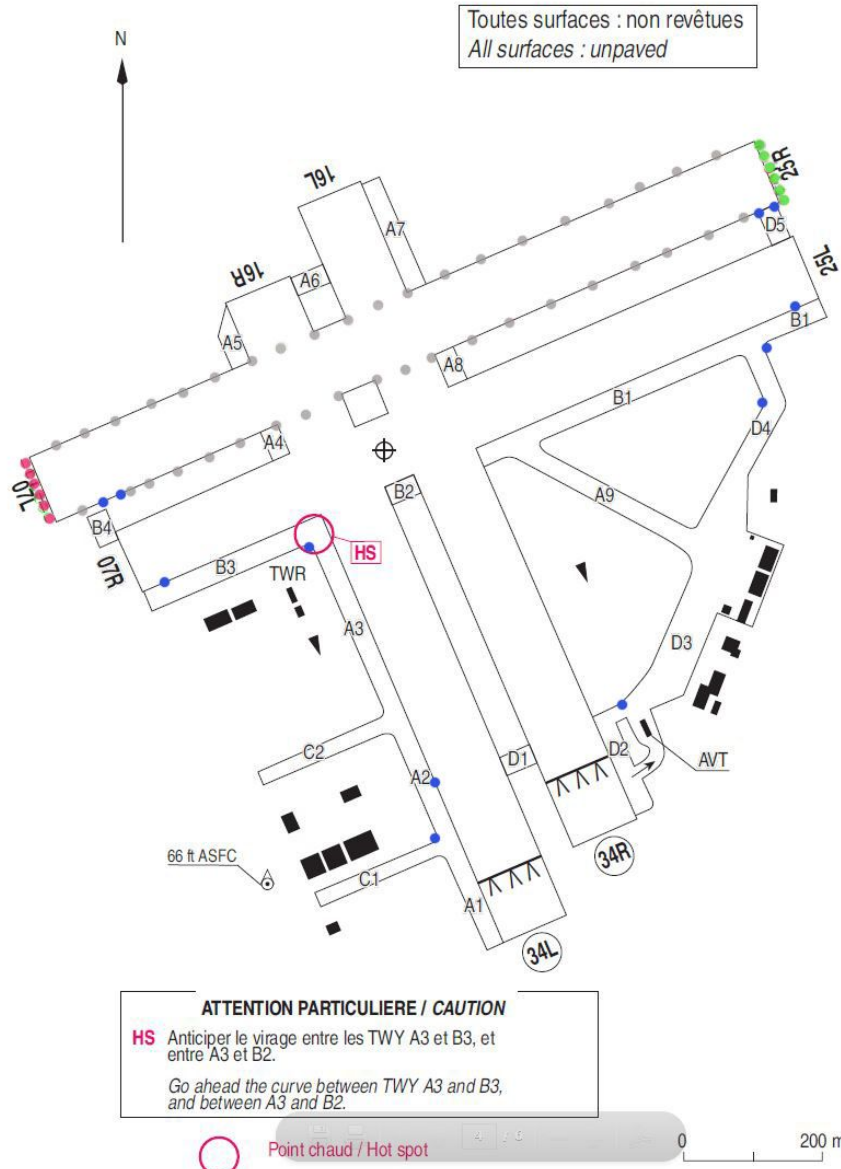 Toutes surfaces : non revêtues
All surfaces : unpaved
N
16L
25R
A7
D5
16R
A6
25L
A5
B1
A8
B1
A4
D4
07L
B2
A9
B4
HS
07R
B3
TWR
A3
D3
C2
D1
D2
AVT
A2
66 ft ASFC
34R
C1
A1
34L
ATTENTION PARTICULIERE / CAUTION
HS Anticiper le virage entre les TWY A3 et B3, et
entre A3 et B2.
Go ahead the curve between TWY A3 and B3,
and between A3 and B2.
4 / 6
0 200 m
Point chaud / Hot spot